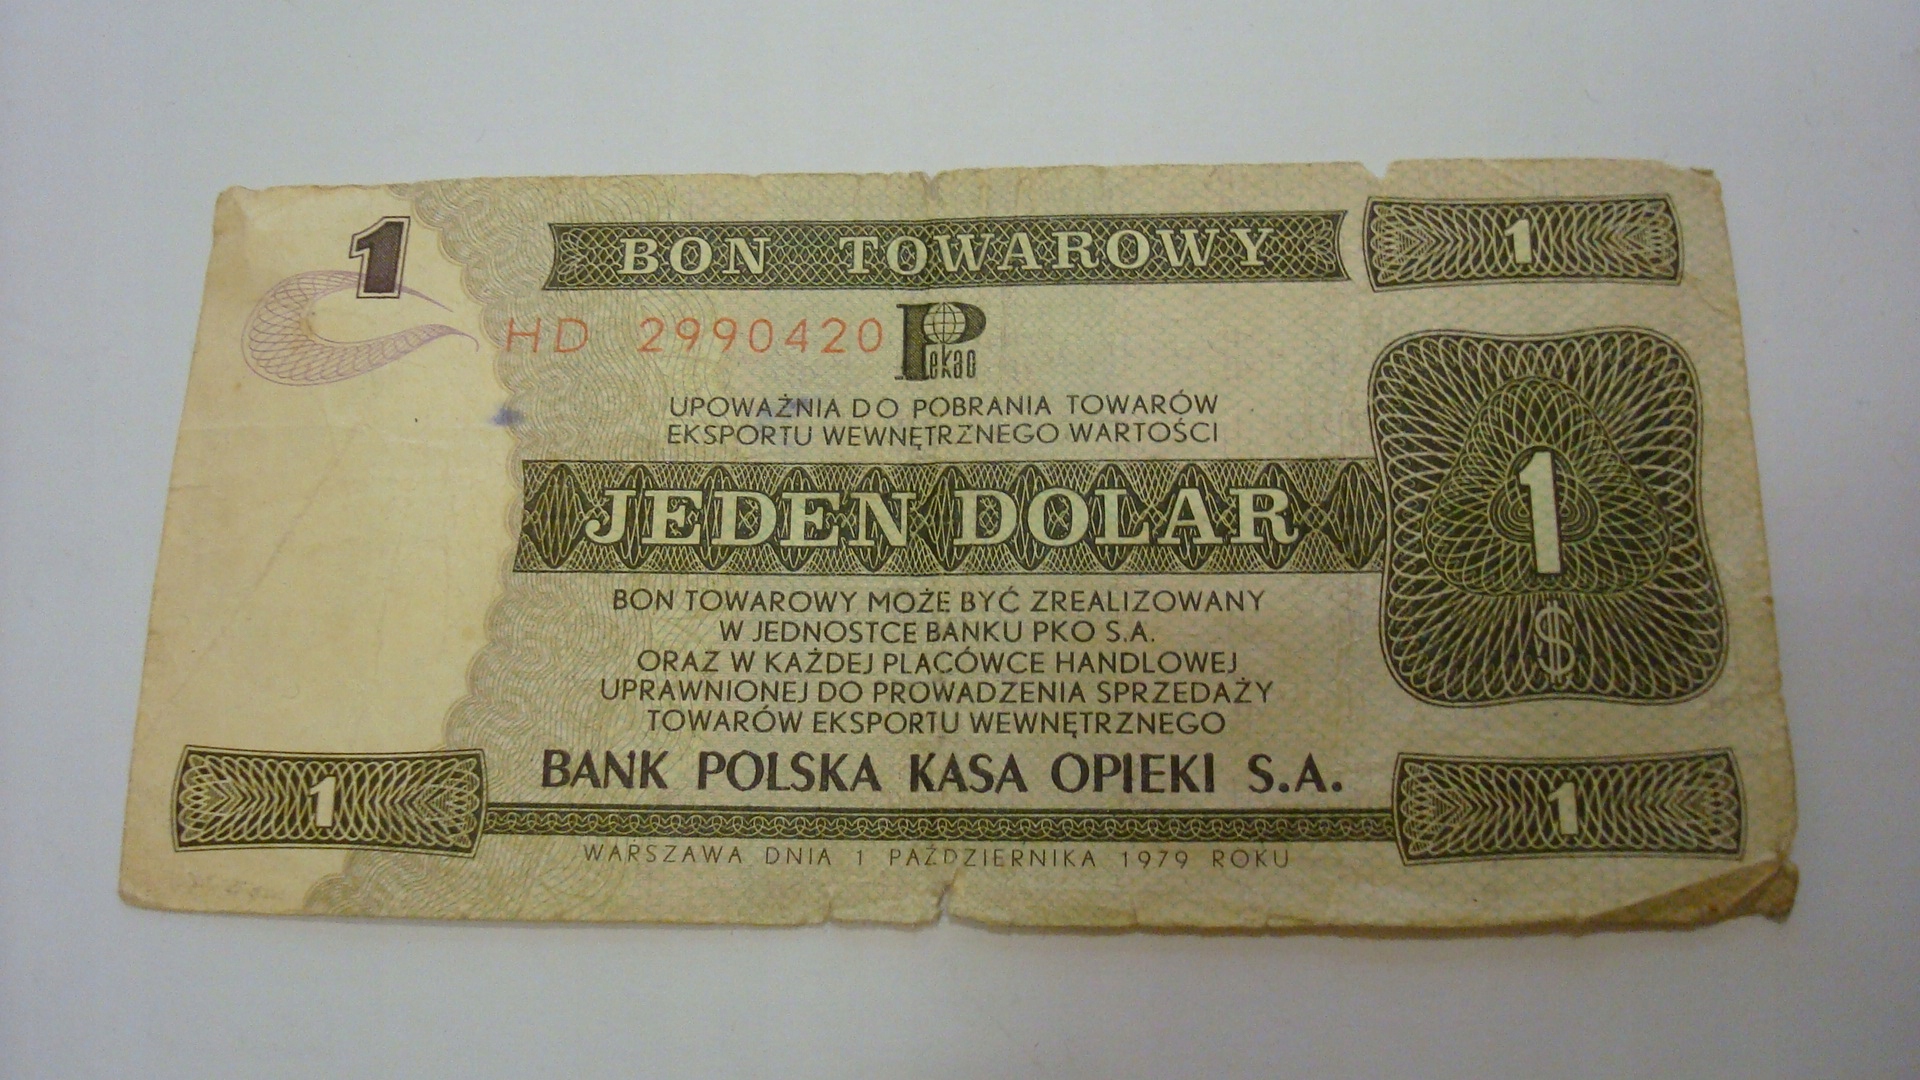 1
BON TOWAROWY
1
HD 2990420
Pekao
UPOWAŻNIA DO POBRANIA TOWARÓW
EKSPORTU WEWNĘTRZNEGO WARTOŚCI
JEDEN DOLAR
1
$
BON TOWAROWY MOŻE BYĆ ZREALIZOWANY
W JEDNOSTCE BANKU PKO S.A.
ORAZ W KAŻDEJ PLACÓWCE HANDLOWEJ
UPRAWNIONEJ DO PROWADZENIA SPRZEDAŻY
TOWARÓW EKSPORTU WEWNĘTRZNEGO
BANK POLSKA KASA OPIEKI S.A.
1
1
WARSZAWA DNIA 1 PAŹDZIERNIKA 1979 ROKU